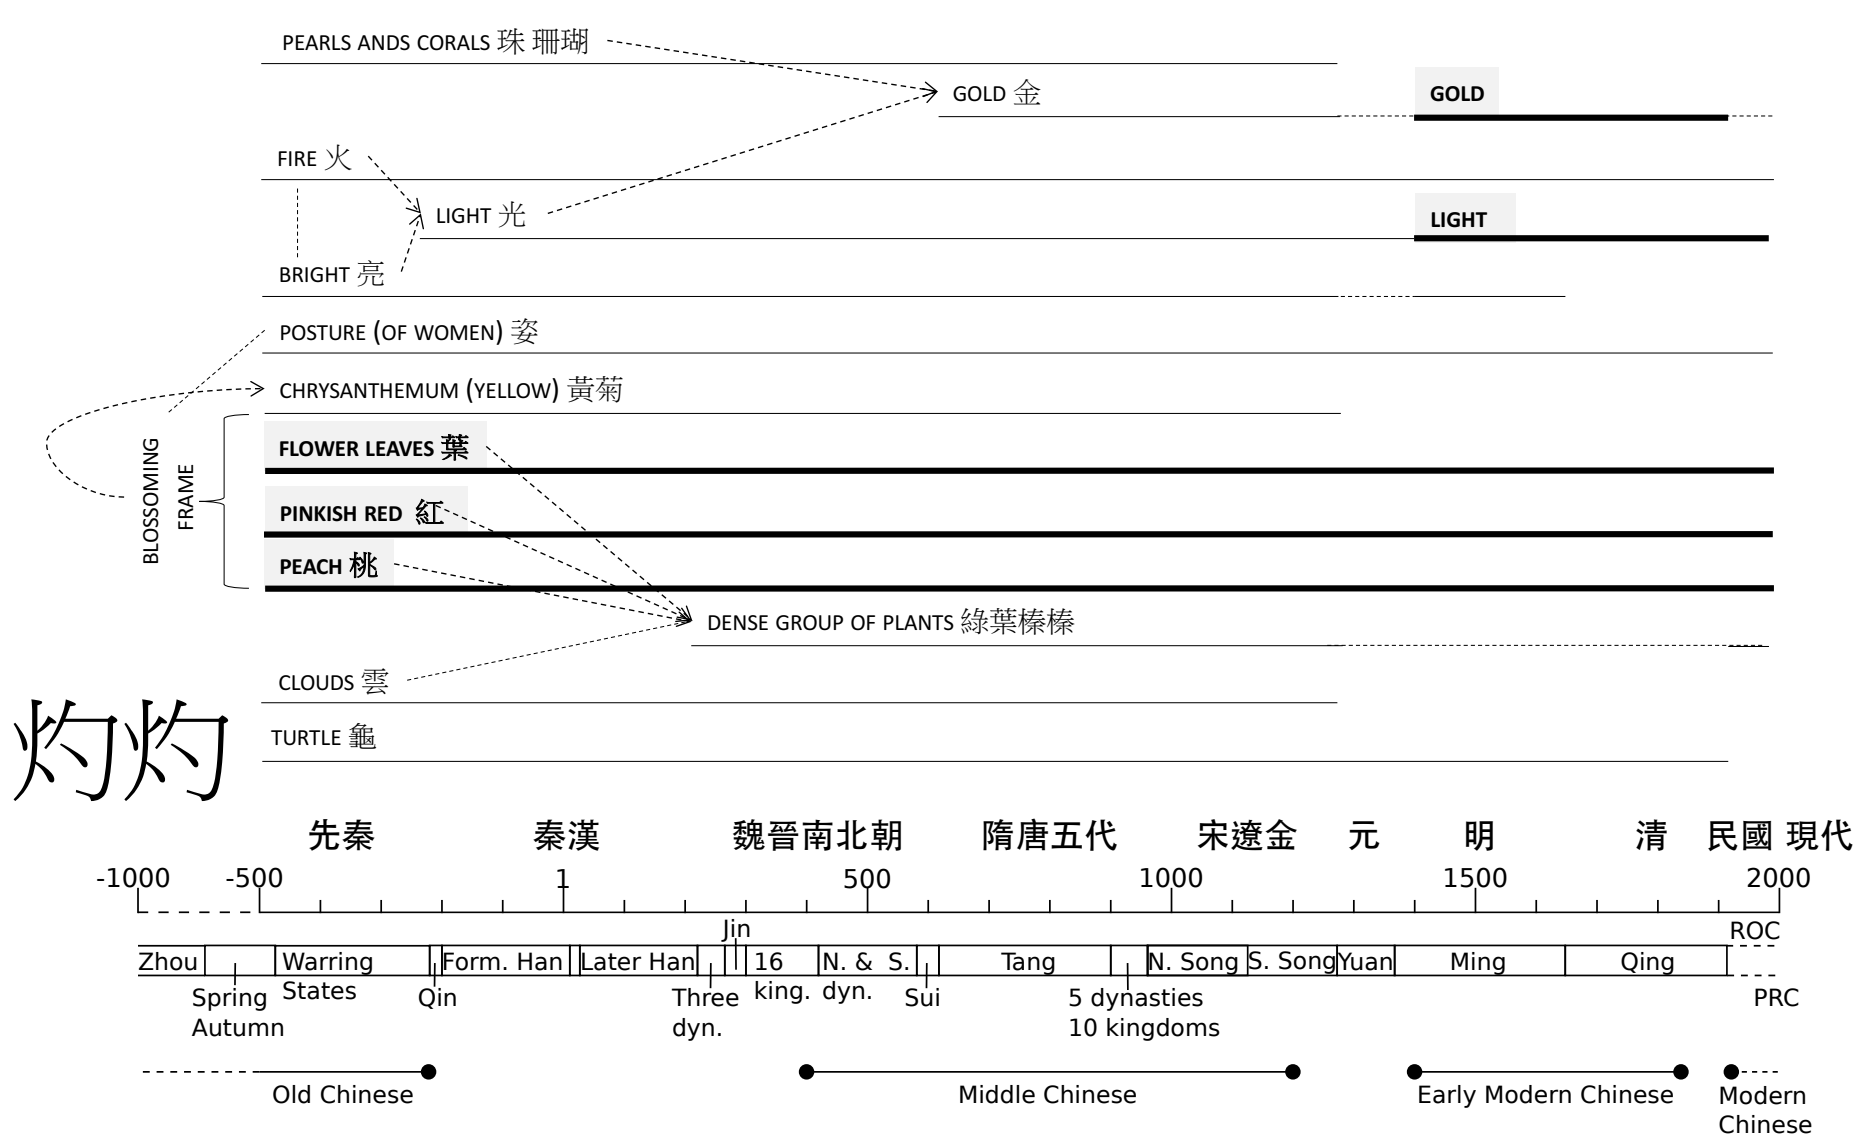 PEARLS ANDS CORALS 珠 珊瑚
GOLD 金
GOLD
FIRE 火
LIGHT 光
LIGHT
BRIGHT 亮
POSTURE (OF WOMEN) 姿
CHRYSANTHEMUM (YELLOW) 黃菊
BLOSSOMING
FRAME
FLOWER LEAVES 葉
PINKISH RED 紅
PEACH 桃
DENSE GROUP OF PLANTS 綠葉榛榛
CLOUDS 雲
灼灼
TURTLE 龜
先秦 秦漢 魏晉南北朝 隋唐五代 宋遼金 元 明 清 民國 現代
-1000 -500 1 500 1000 1500 2000
Jin
ROC
Zhou Warring Form. Han Later Han 16 N. & S. Tang N. Song S. Song Yuan Ming Qing
Spring States Qin Three king. dyn. Sui 5 dynasties PRC
Autumn dyn. 10 kingdoms
Old Chinese Middle Chinese Early Modern Chinese Modern
Chinese